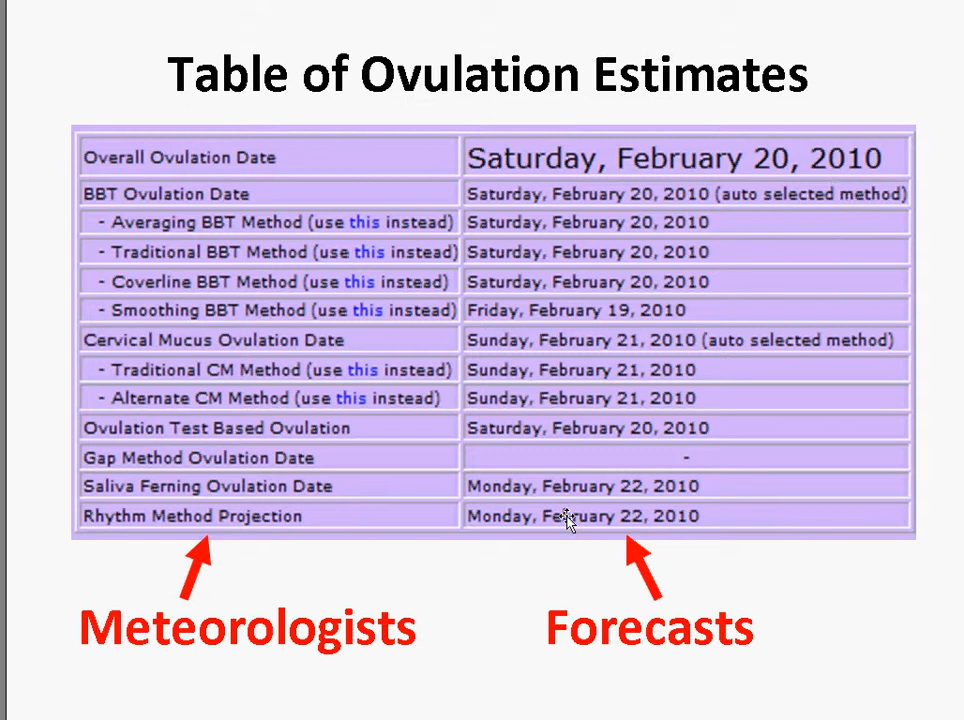 Table of Ovulation Estimates
Overall Ovulation Date Saturday, February 20, 2010
BBT Ovulation Date Saturday, February 20, 2010 (auto selected method)
- Averaging BBT Method (use this instead) Saturday, February 20, 2010
- Traditional BBT Method (use this instead) Saturday, February 20, 2010
- Coverline BBT Method (use this instead) Saturday, February 20, 2010
- Smoothing BBT Method (use this instead) Friday, February 19, 2010
Cervical Mucus Ovulation Date Sunday, February 21, 2010 (auto selected method)
- Traditional CM Method (use this instead) Sunday, February 21, 2010
- Alternate CM Method (use this instead) Sunday, February 21, 2010
Ovulation Test Based Ovulation Saturday, February 20, 2010
Gap Method Ovulation Date -
Saliva Ferning Ovulation Date Monday, February 22, 2010
Rhythm Method Projection Monday, February 22, 2010
Meteorologists Forecasts